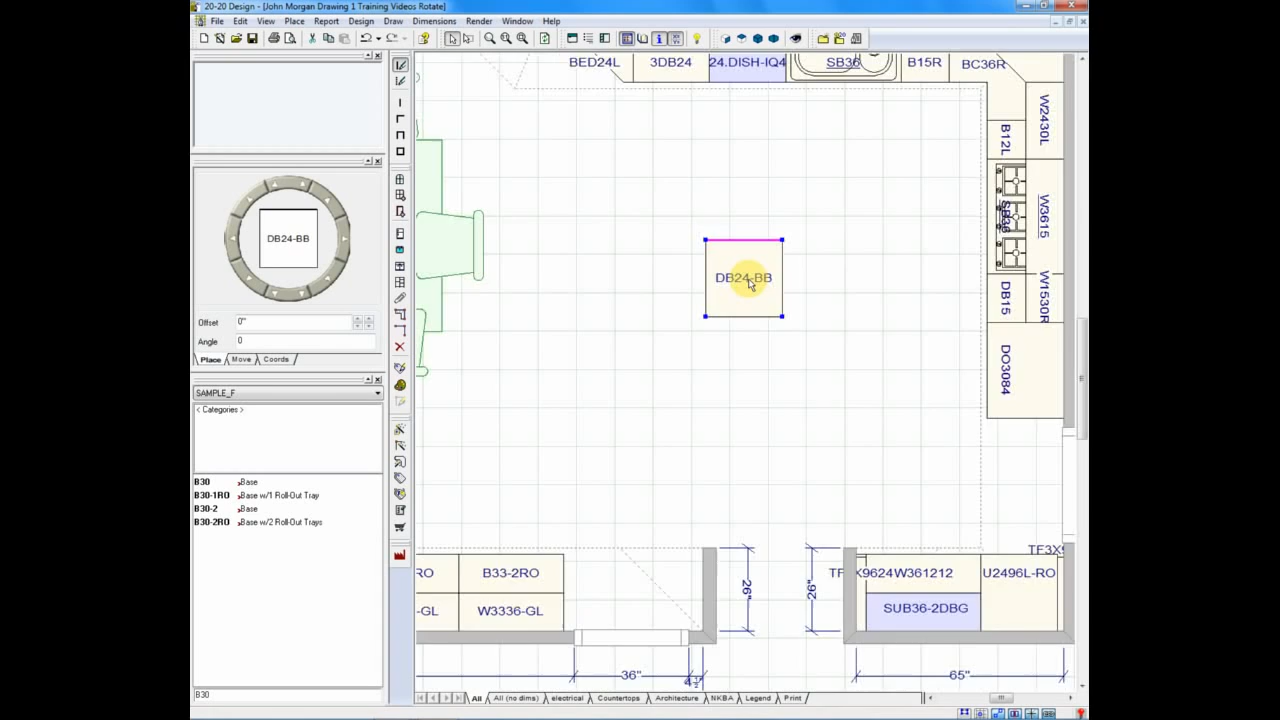 20-20 Design - [John Morgan Drawing 1 Training Videos Rotate]
File Edit View Place Report Design Draw Dimensions Render Window Help
BED24L 3DB24 24.DISH-IQ4 SB36 B15R BC36R
W2430L
B12L
DB24-BB
SB36
W3615
DB24-BB
Offset 0"
W1530R
DB15
Angle 0
Place Move Coords
DO3084
SAMPLE_F
< Categories >
B30 Base
B30-1RO Base w/1 Roll-Out Tray
B30-2 Base
B30-2RO Base w/2 Roll-Out Trays
RO B33-2RO 26" 26" W361212 U2496L-RO
-GL W3336-GL SUB36-2DBG
36" 65"
B30
All All (no dims) electrical Countertops Architecture NKBA Legend Print